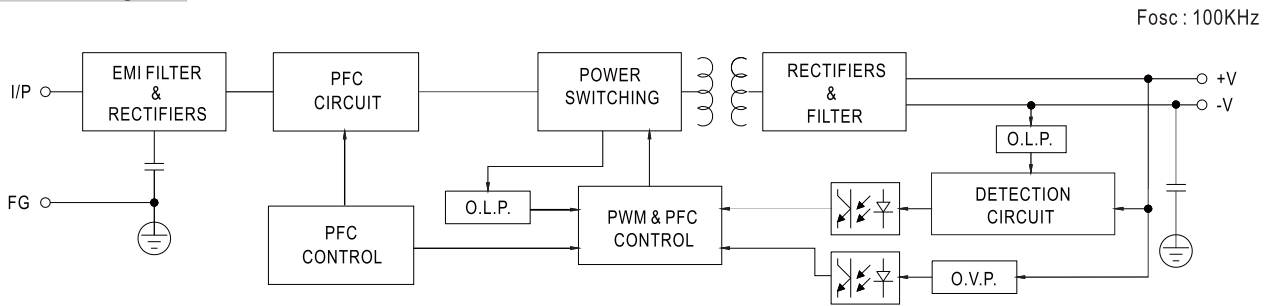 Fosc : 100KHz
I/P
EMI FILTER
&
RECTIFIERS
PFC
CIRCUIT
POWER
SWITCHING
RECTIFIERS
&
FILTER
+V
-V
O.L.P.
FG
PFC
CONTROL
O.L.P.
PWM & PFC
CONTROL
DETECTION
CIRCUIT
O.V.P.